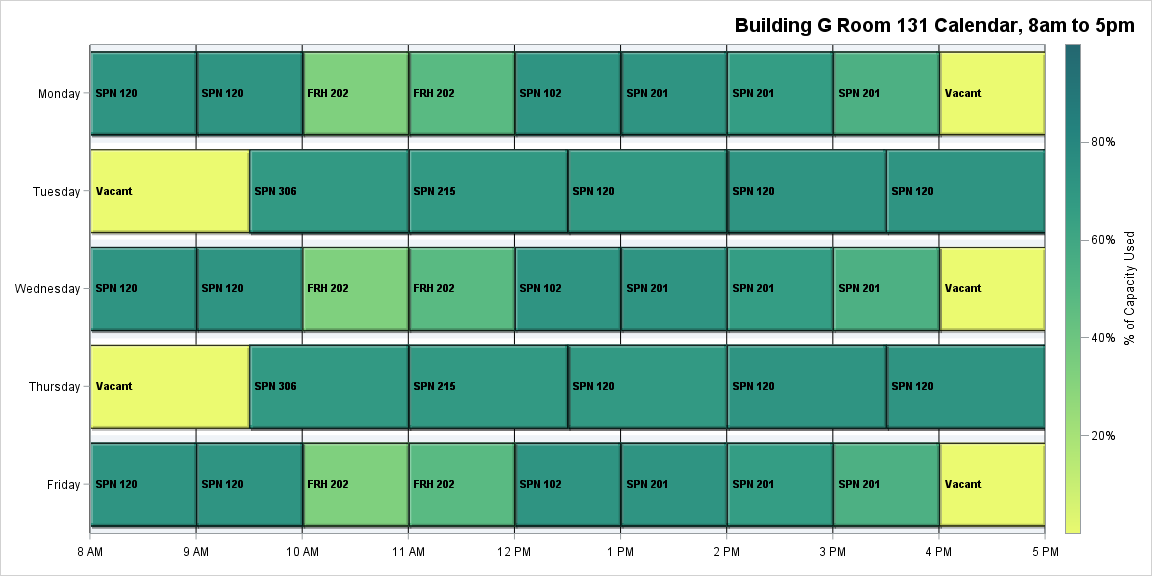 Building G Room 131 Calendar, 8am to 5pm
Monday SPN 120 SPN 120 FRH 202 FRH 202 SPN 102 SPN 201 SPN 201 SPN 201 Vacant
Tuesday Vacant SPN 306 SPN 215 SPN 120 SPN 120 SPN 120
Wednesday SPN 120 SPN 120 FRH 202 FRH 202 SPN 102 SPN 201 SPN 201 SPN 201 Vacant
Thursday Vacant SPN 306 SPN 215 SPN 120 SPN 120 SPN 120
Friday SPN 120 SPN 120 FRH 202 FRH 202 SPN 102 SPN 201 SPN 201 SPN 201 Vacant
8 AM 9 AM 10 AM 11 AM 12 PM 1 PM 2 PM 3 PM 4 PM 5 PM
80%
60%
40%
20%
% of Capacity Used